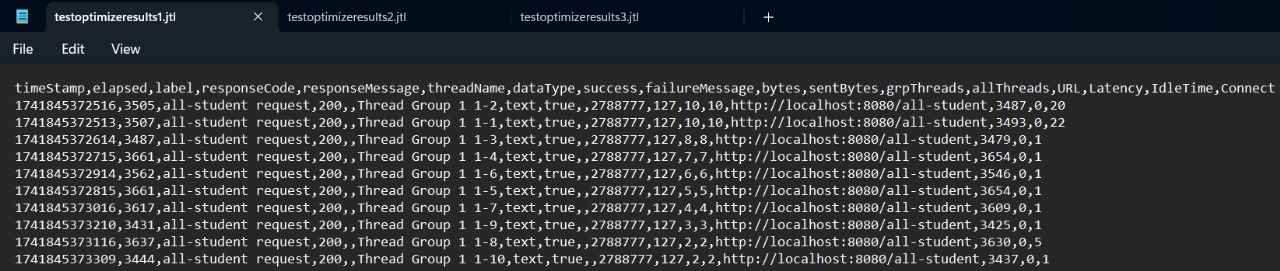 testoptimizeresults1.jtl testoptimizeresults2.jtl testoptimizeresults3.jtl
File Edit View
timeStamp,elapsed,label,responseCode,responseMessage,threadName,dataType,success,failureMessage,bytes,sentBytes,grpThreads,allThreads,URL,Latency,IdleTime,Connect
1741845372516,3505,all-student request,200,,Thread Group 1 1-2,text,true,,2788777,127,10,10,http://localhost:8080/all-student,3487,0,20
1741845372513,3507,all-student request,200,,Thread Group 1 1-1,text,true,,2788777,127,10,10,http://localhost:8080/all-student,3493,0,22
1741845372614,3487,all-student request,200,,Thread Group 1 1-3,text,true,,2788777,127,8,8,http://localhost:8080/all-student,3479,0,1
1741845372715,3661,all-student request,200,,Thread Group 1 1-4,text,true,,2788777,127,7,7,http://localhost:8080/all-student,3654,0,1
1741845372914,3562,all-student request,200,,Thread Group 1 1-6,text,true,,2788777,127,6,6,http://localhost:8080/all-student,3546,0,1
1741845372815,3661,all-student request,200,,Thread Group 1 1-5,text,true,,2788777,127,5,5,http://localhost:8080/all-student,3654,0,1
1741845373016,3617,all-student request,200,,Thread Group 1 1-7,text,true,,2788777,127,4,4,http://localhost:8080/all-student,3609,0,1
1741845373210,3431,all-student request,200,,Thread Group 1 1-9,text,true,,2788777,127,3,3,http://localhost:8080/all-student,3425,0,1
1741845373116,3637,all-student request,200,,Thread Group 1 1-8,text,true,,2788777,127,2,2,http://localhost:8080/all-student,3630,0,5
1741845373309,3444,all-student request,200,,Thread Group 1 1-10,text,true,,2788777,127,2,2,http://localhost:8080/all-student,3437,0,1